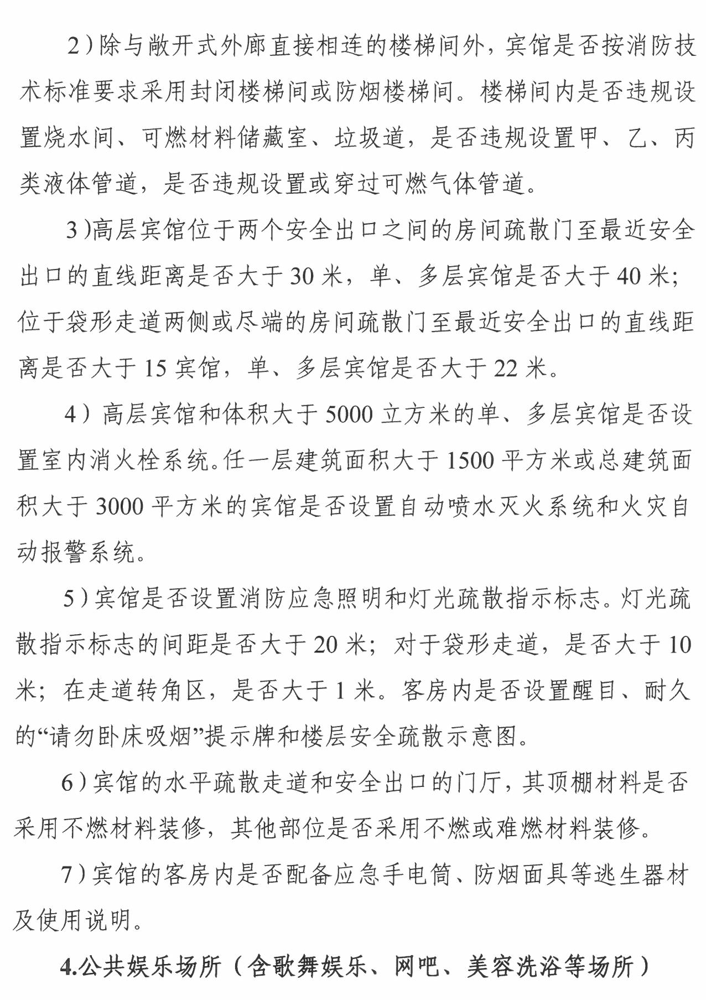 2)除与敞开式外廊直接相连的楼梯间外，宾馆是否按消防技
术标准要求采用封闭楼梯间或防烟楼梯间。楼梯间内是否违规设
置烧水间、可燃材料储藏室、垃圾道，是否违规设置甲、乙、丙
类液体管道，是否违规设置或穿过可燃气体管道。
3)高层宾馆位于两个安全出口之间的房间疏散门至最近安全
出口的直线距离是否大于 30 米，单、多层宾馆是否大于 40 米；
位于袋形走道两侧或尽端的房间疏散门至最近安全出口的直线距
离是否大于 15 宾馆，单、多层宾馆是否大于 22 米。
4）高层宾馆和体积大于 5000 立方米的单、多层宾馆是否设
置室内消火栓系统。任一层建筑面积大于 1500 平方米或总建筑面
积大于 3000 平方米的宾馆是否设置自动喷水灭火系统和火灾自
动报警系统。
5)宾馆是否设置消防应急照明和灯光疏散指示标志。灯光疏
散指示标志的间距是否大于 20 米；对于袋形走道，是否大于 10
米；在走道转角区，是否大于 1 米。客房内是否设置醒目、耐久
的“请勿卧床吸烟”提示牌和楼层安全疏散示意图。
6)宾馆的水平疏散走道和安全出口的门厅，其顶棚材料是否
采用不燃材料装修，其他部位是否采用不燃或难燃材料装修。
7)宾馆的客房内是否配备应急手电筒、防烟面具等逃生器材
及使用说明。
4.公共娱乐场所（含歌舞娱乐、网吧、美容洗浴等场所）